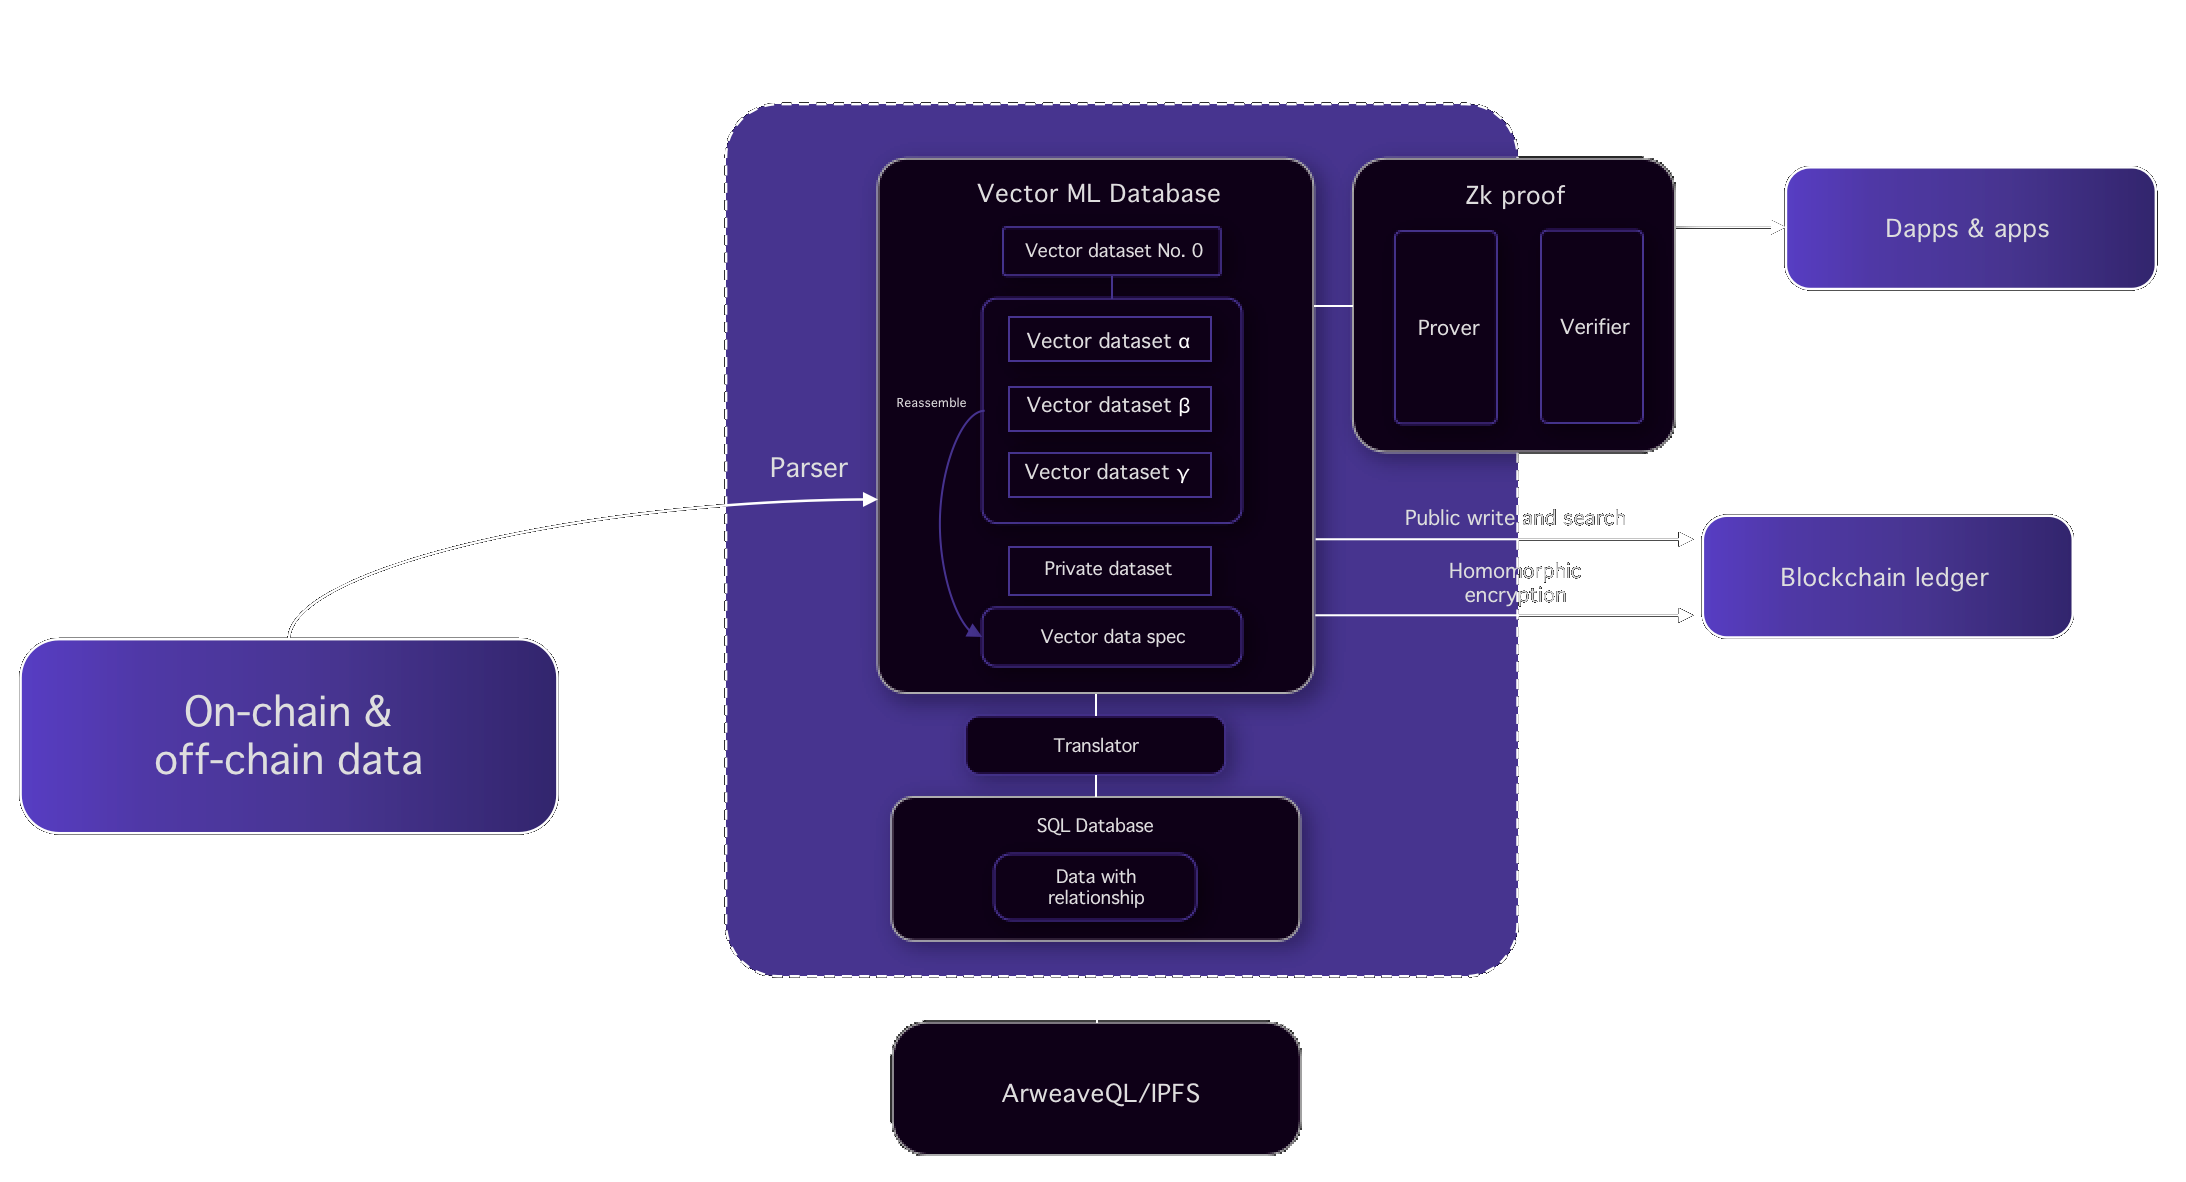 Vector ML Database
Zk proof
Vector dataset No. 0
Dapps & apps
Vector dataset α
Prover
Verifier
Reassemble
Vector dataset β
Parser
Vector dataset γ
Public write and search
Private dataset
Homomorphic
encryption
Blockchain ledger
Vector data spec
On-chain &
off-chain data
Translator
SQL Database
Data with
relationship
ArweaveQL/IPFS